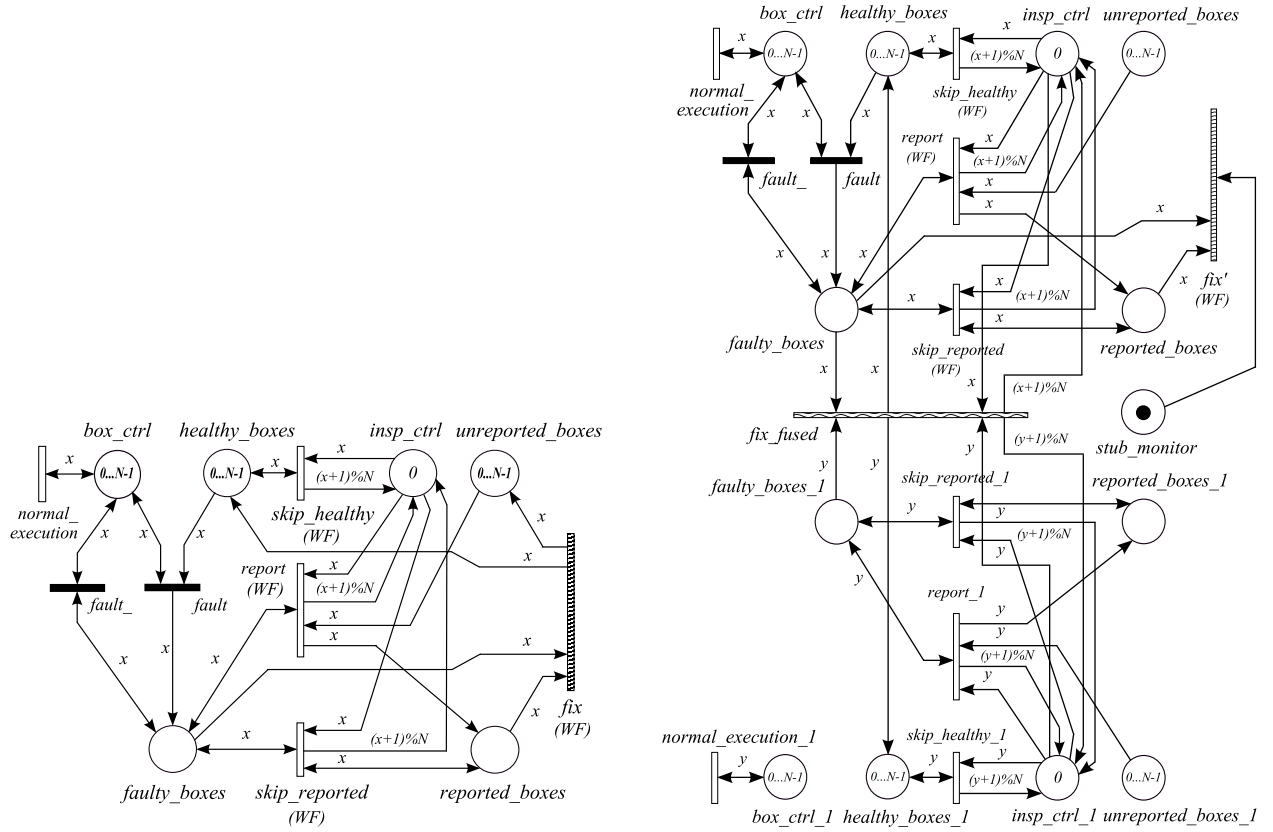 box_ctrl healthy_boxes insp_ctrl unreported_boxes
x x x
0...N-1 0...N-1 0 0...N-1
(x+1)%N
normal_
execution_
skip_healthy
(WF)
x x x
report
(WF)
x
(x+1)%N
x
x
fault_ fault
x
x x x
x
fix'
(WF)
x
x
(x+1)%N
x
faulty_boxes
skip_reported
(WF)
reported_boxes
x x x
(x+1)%N
stub_monitor
fix_fused
(y+1)%N
y y y
faulty_boxes_1
skip_reported_1
reported_boxes_1
y
y
(y+1)%N
y
y
report_1
y
y
(y+1)%N
y
normal_execution_1
skip_healthy_1
y y y
0...N-1 0...N-1 0 0...N-1
(y+1)%N
box_ctrl_1 healthy_boxes_1 insp_ctrl_1 unreported_boxes_1
box_ctrl healthy_boxes insp_ctrl unreported_boxes
x x x
0...N-1 0...N-1 0 0...N-1
(x+1)%N
normal_
execution
skip_healthy
(WF)
x x x x
x
report
(WF)
x
(x+1)%N
x
x
fault_ fault
x x x
x
x
fix
(WF)
x
x
(x+1)%N
x
faulty_boxes
skip_reported
(WF)
reported_boxes